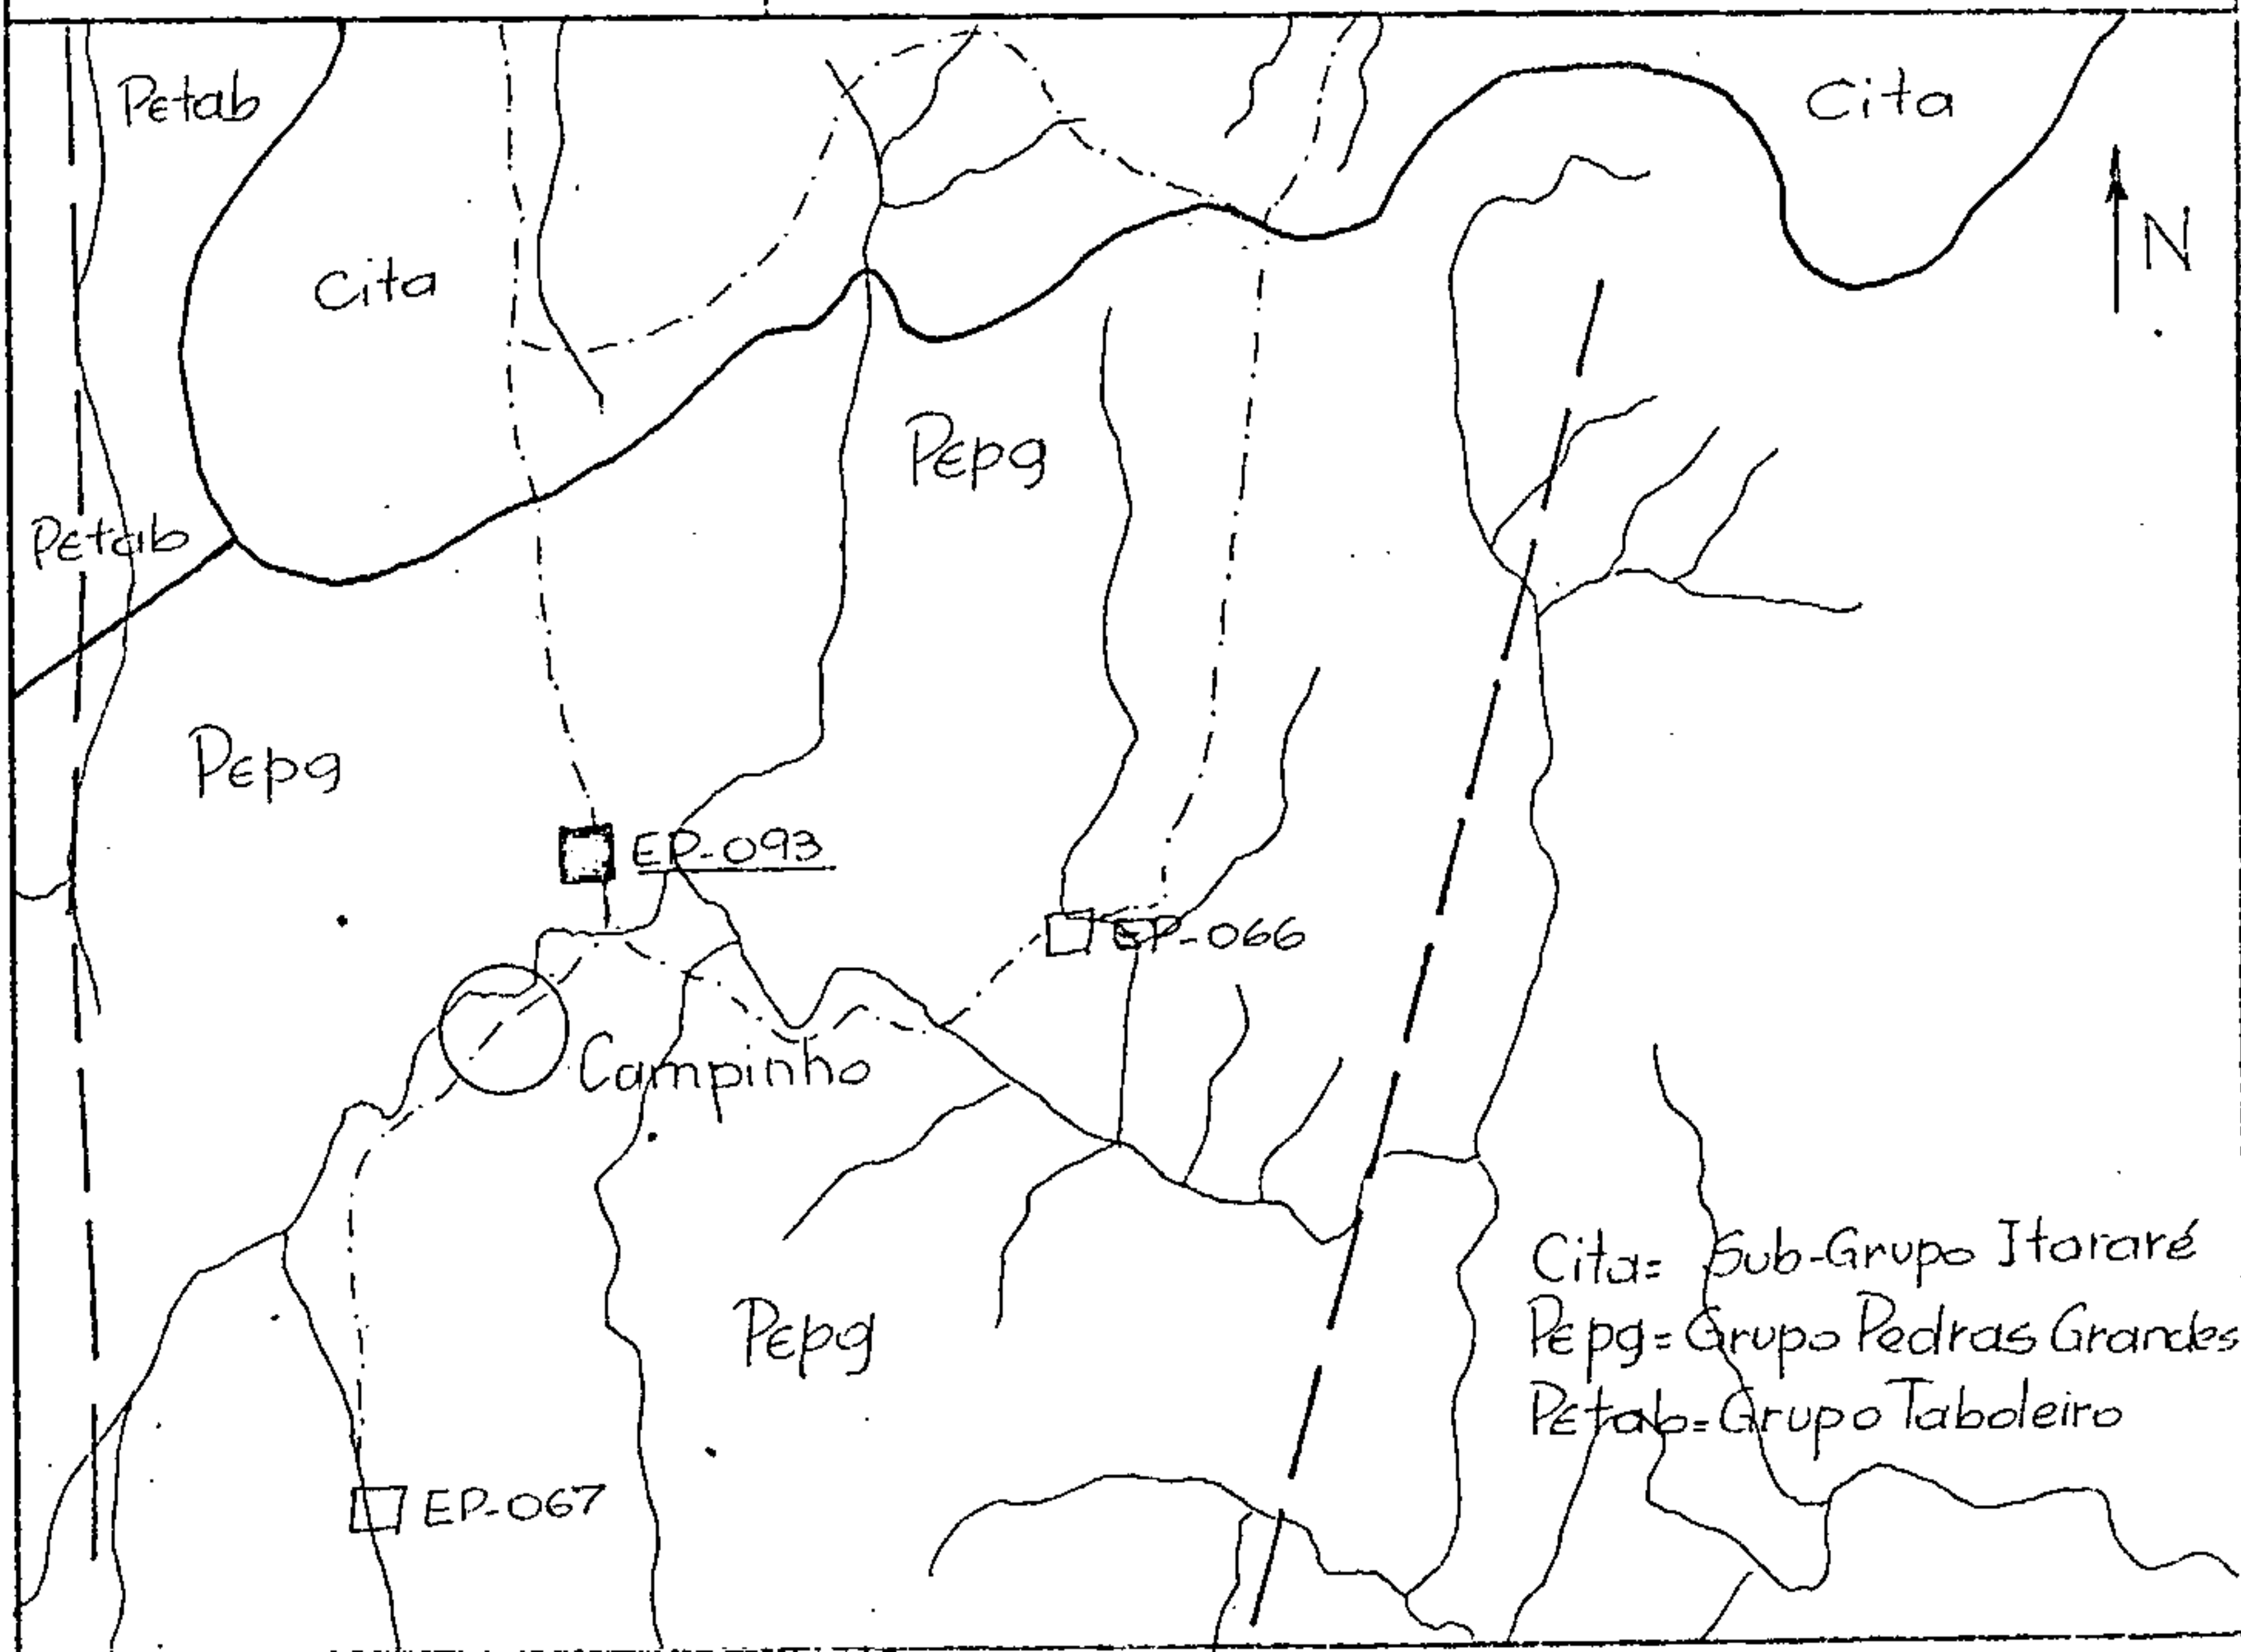 Petab
Cita
Cita
N
Pepg
Petab
Pepg
EP-093
EP-066
Campinho
Cita= Sub-Grupo Itararé
Pepg= Grupo Pedras Grandes
Pepg
Petab= Grupo Taboleiro
EP-067